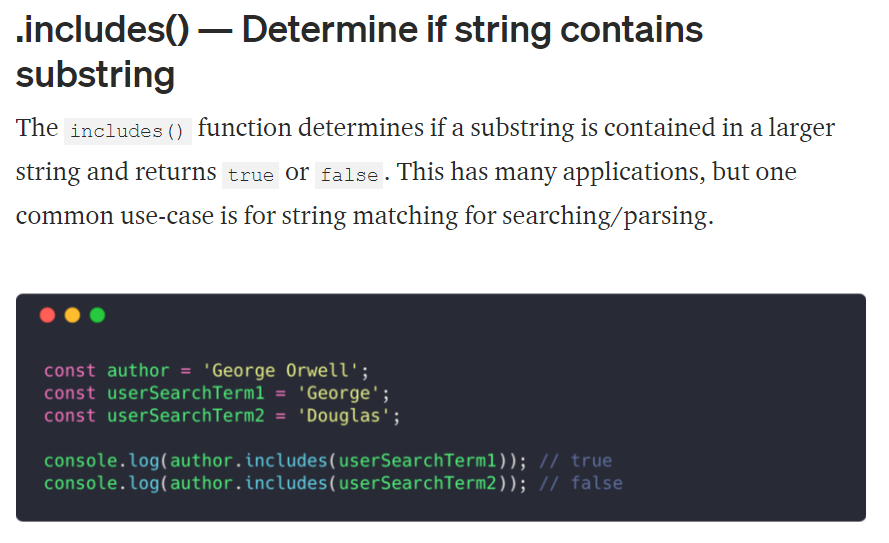 .includes() — Determine if string contains
substring
The includes() function determines if a substring is contained in a larger
string and returns true or false. This has many applications, but one
common use-case is for string matching for searching/parsing.
const author = 'George Orwell';
const userSearchTerm1 = 'George';
const userSearchTerm2 = 'Douglas';
console.log(author.includes(userSearchTerm1)); // true
console.log(author.includes(userSearchTerm2)); // false